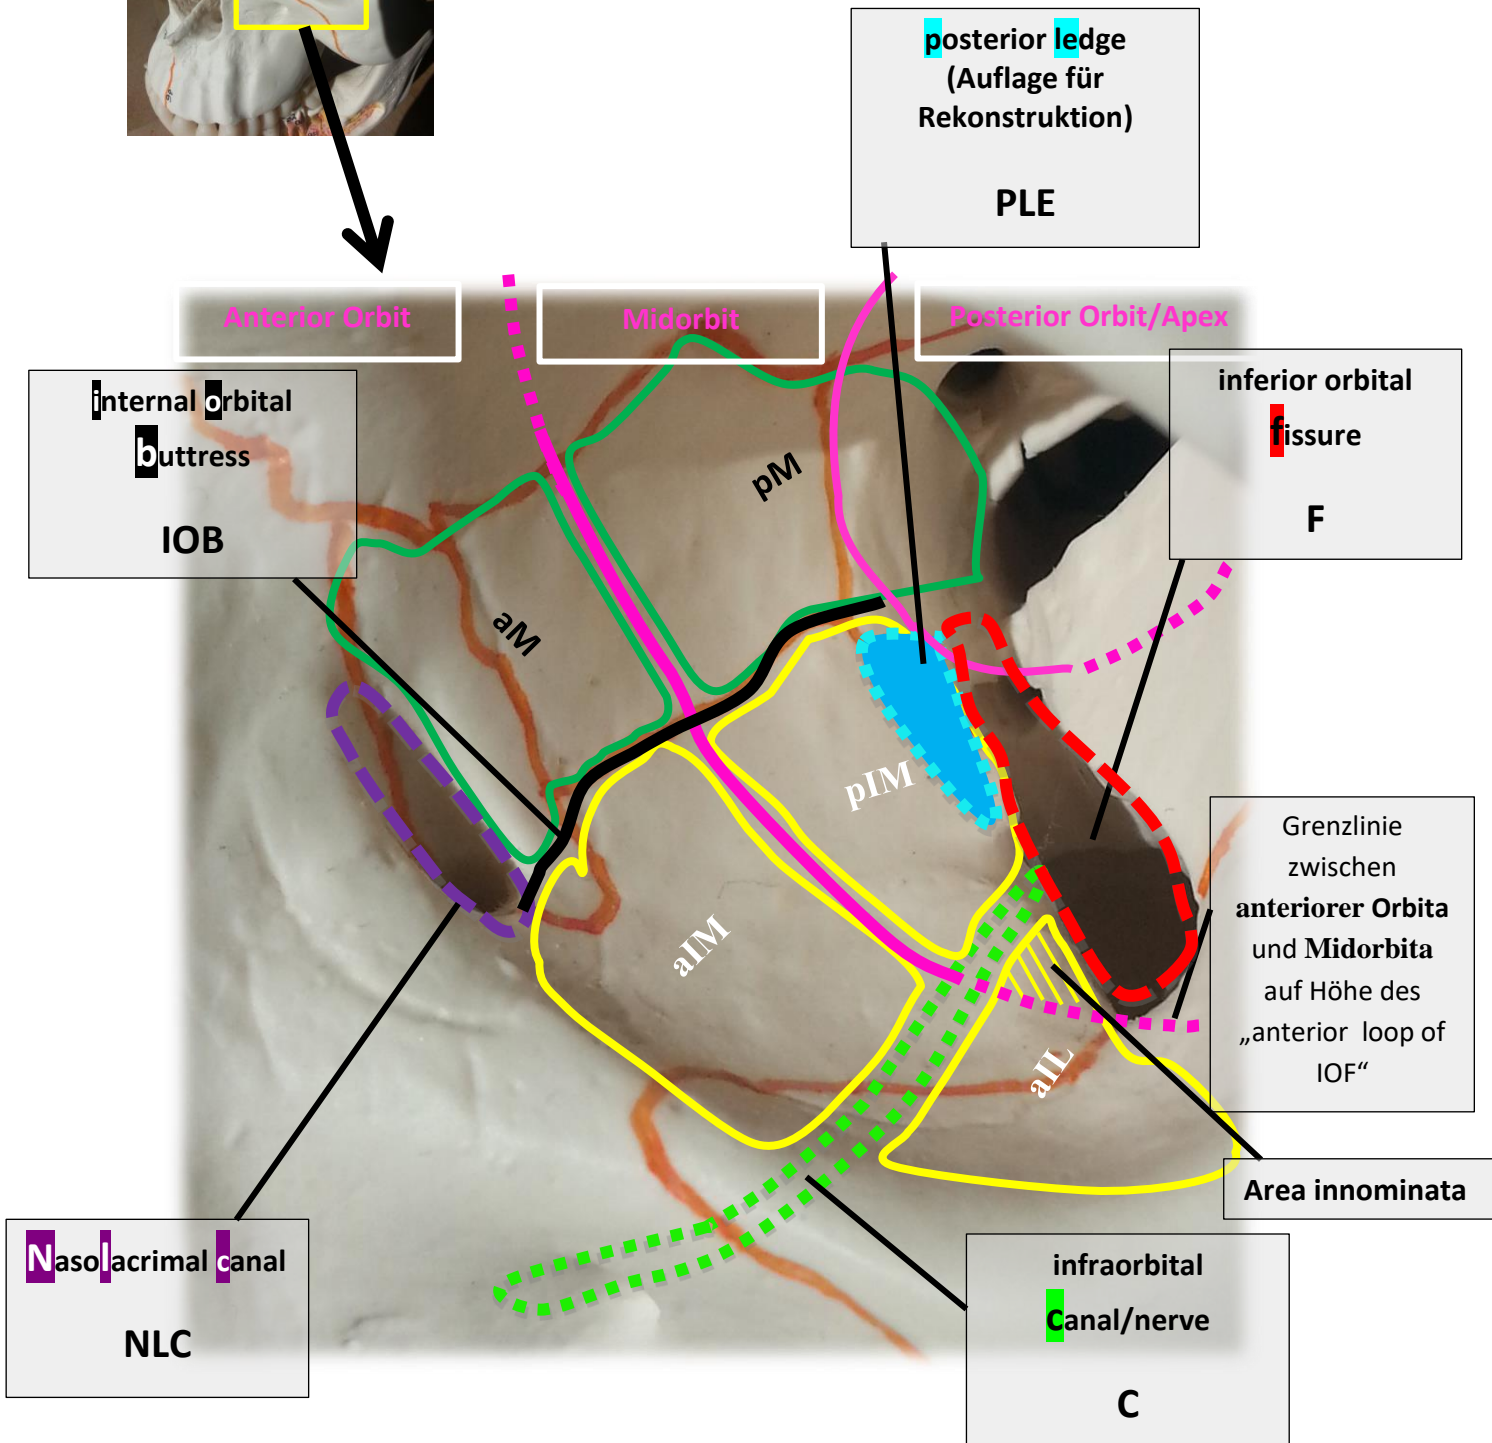 posterior ledge
(Auflage für
Rekonstruktion)
PLE
Anterior Orbit
Midorbit
Posterior Orbit/Apex
internal orbital
buttress
IOB
inferior orbital
fissure
F
pM
aM
pIM
aIM
aIL
Grenzlinie
zwischen
anteriorer Orbita
und Midorbita
auf Höhe des
„anterior loop of
IOF“
Area innominata
Nasolacrimal canal
NLC
infraorbital
Canal/nerve
C